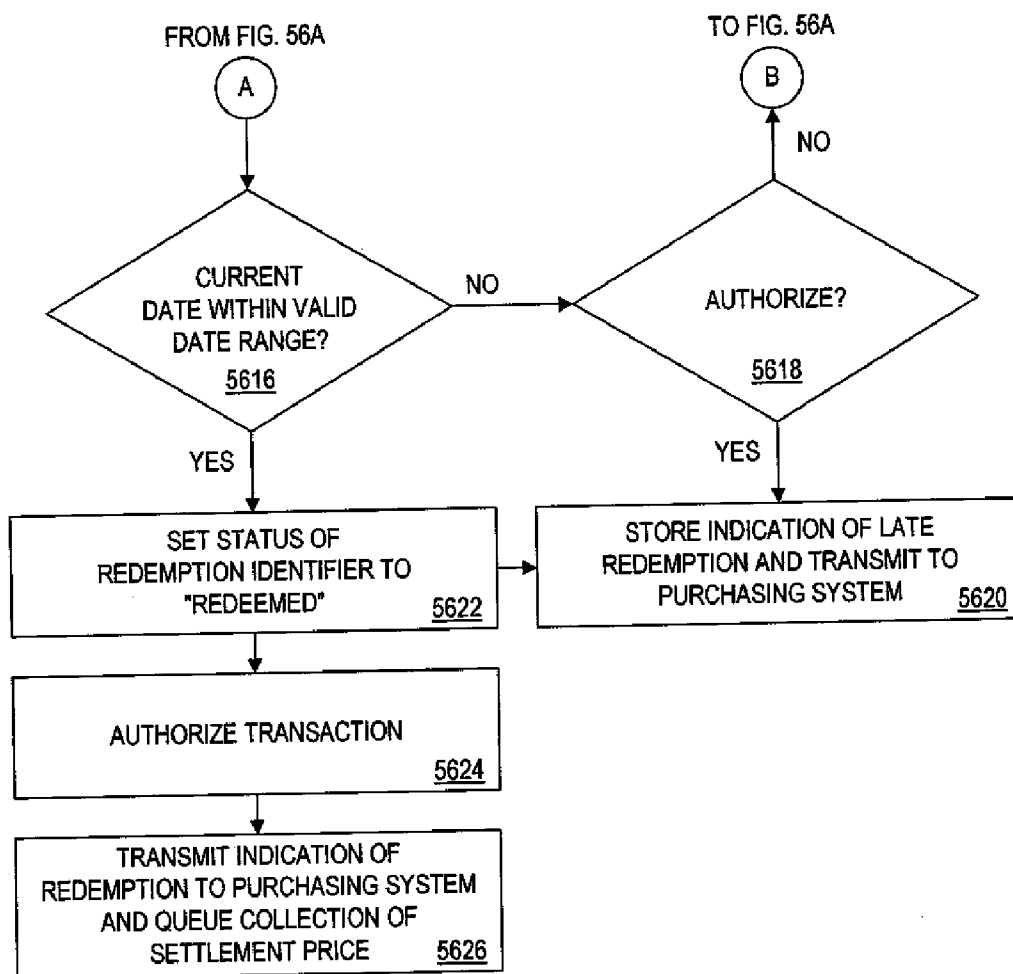 FROM FIG. 56A
A
TO FIG. 56A
B
NO
CURRENT
DATE WITHIN VALID
DATE RANGE?
5616
NO
AUTHORIZE?
5618
YES
YES
SET STATUS OF
REDEMPTION IDENTIFIER TO
"REDEEMED"
5622
STORE INDICATION OF LATE
REDEMPTION AND TRANSMIT TO
PURCHASING SYSTEM
5620
AUTHORIZE TRANSACTION
5624
TRANSMIT INDICATION OF
REDEMPTION TO PURCHASING SYSTEM
AND QUEUE COLLECTION OF
SETTLEMENT PRICE
5626